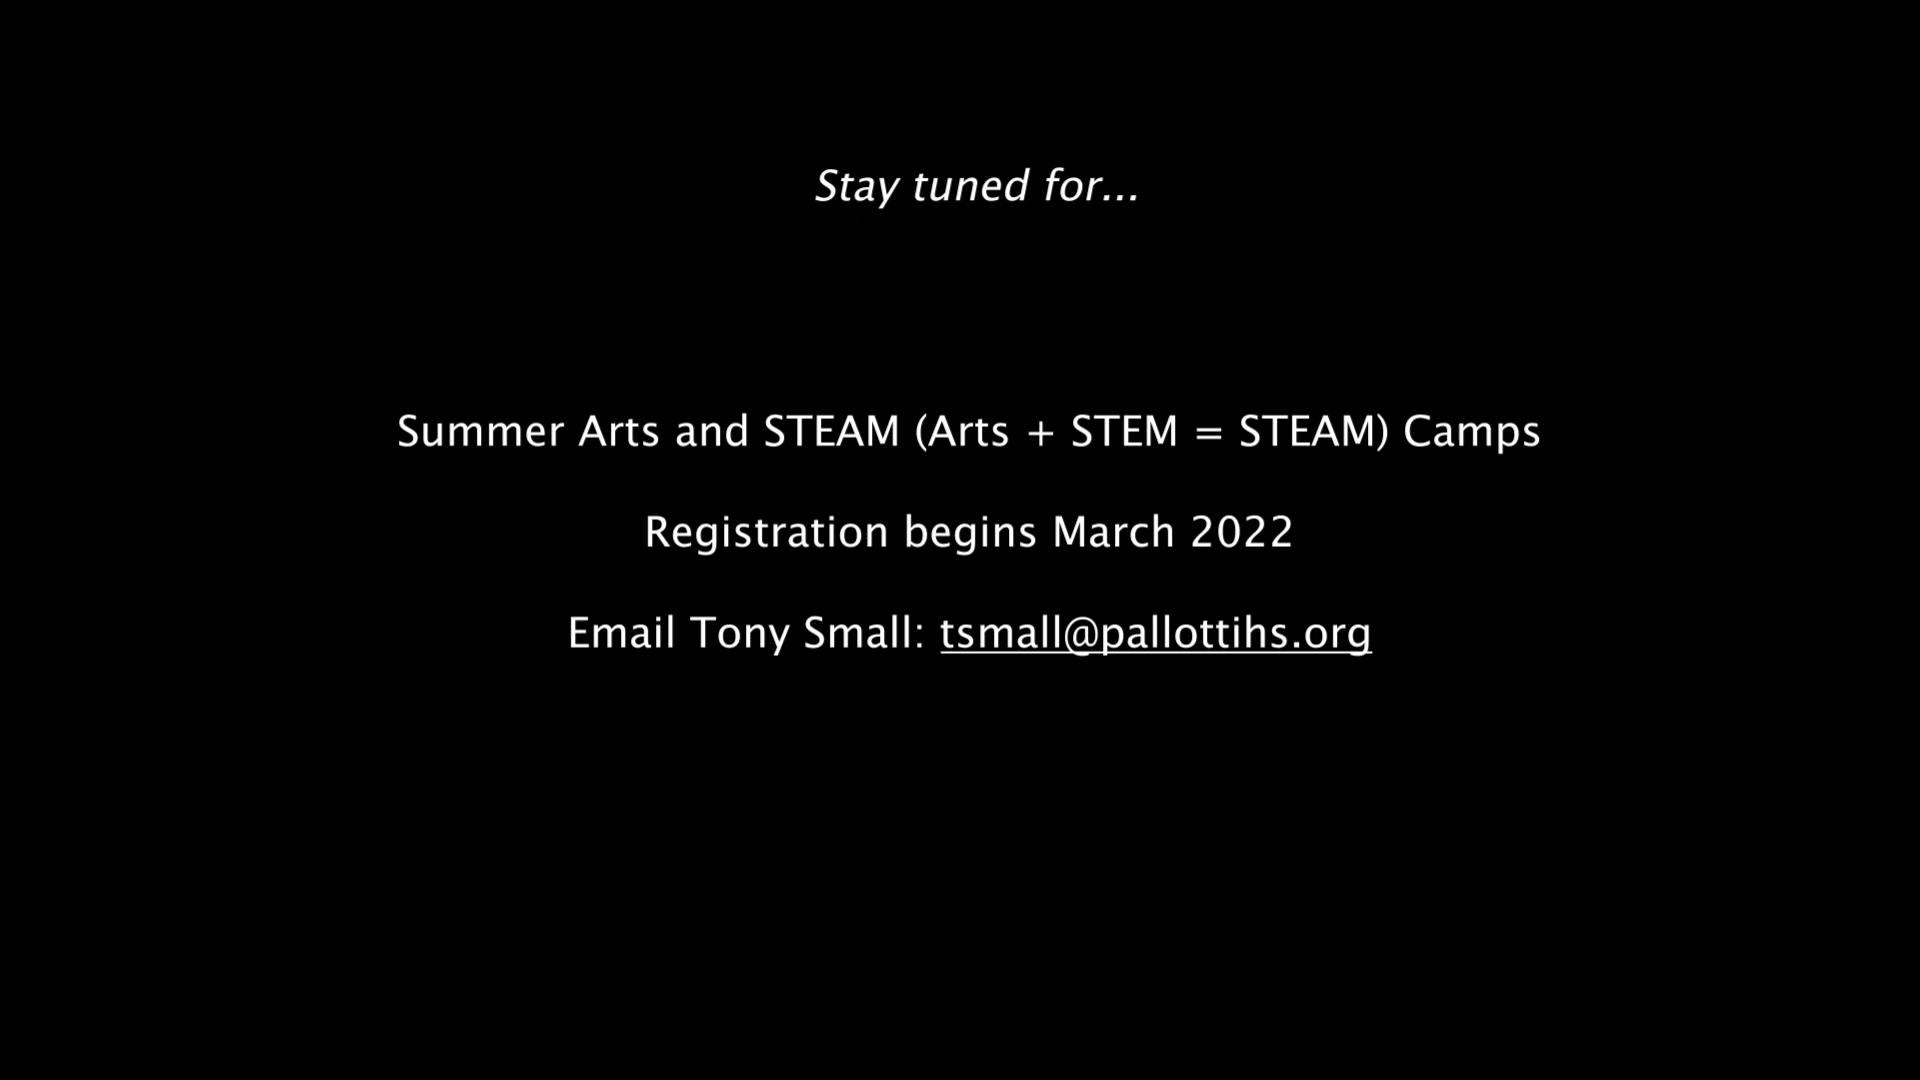 Stay tuned for...
Summer Arts and STEAM (Arts + STEM = STEAM) Camps
Registration begins March 2022
Email Tony Small: tsmall@pallottihs.org